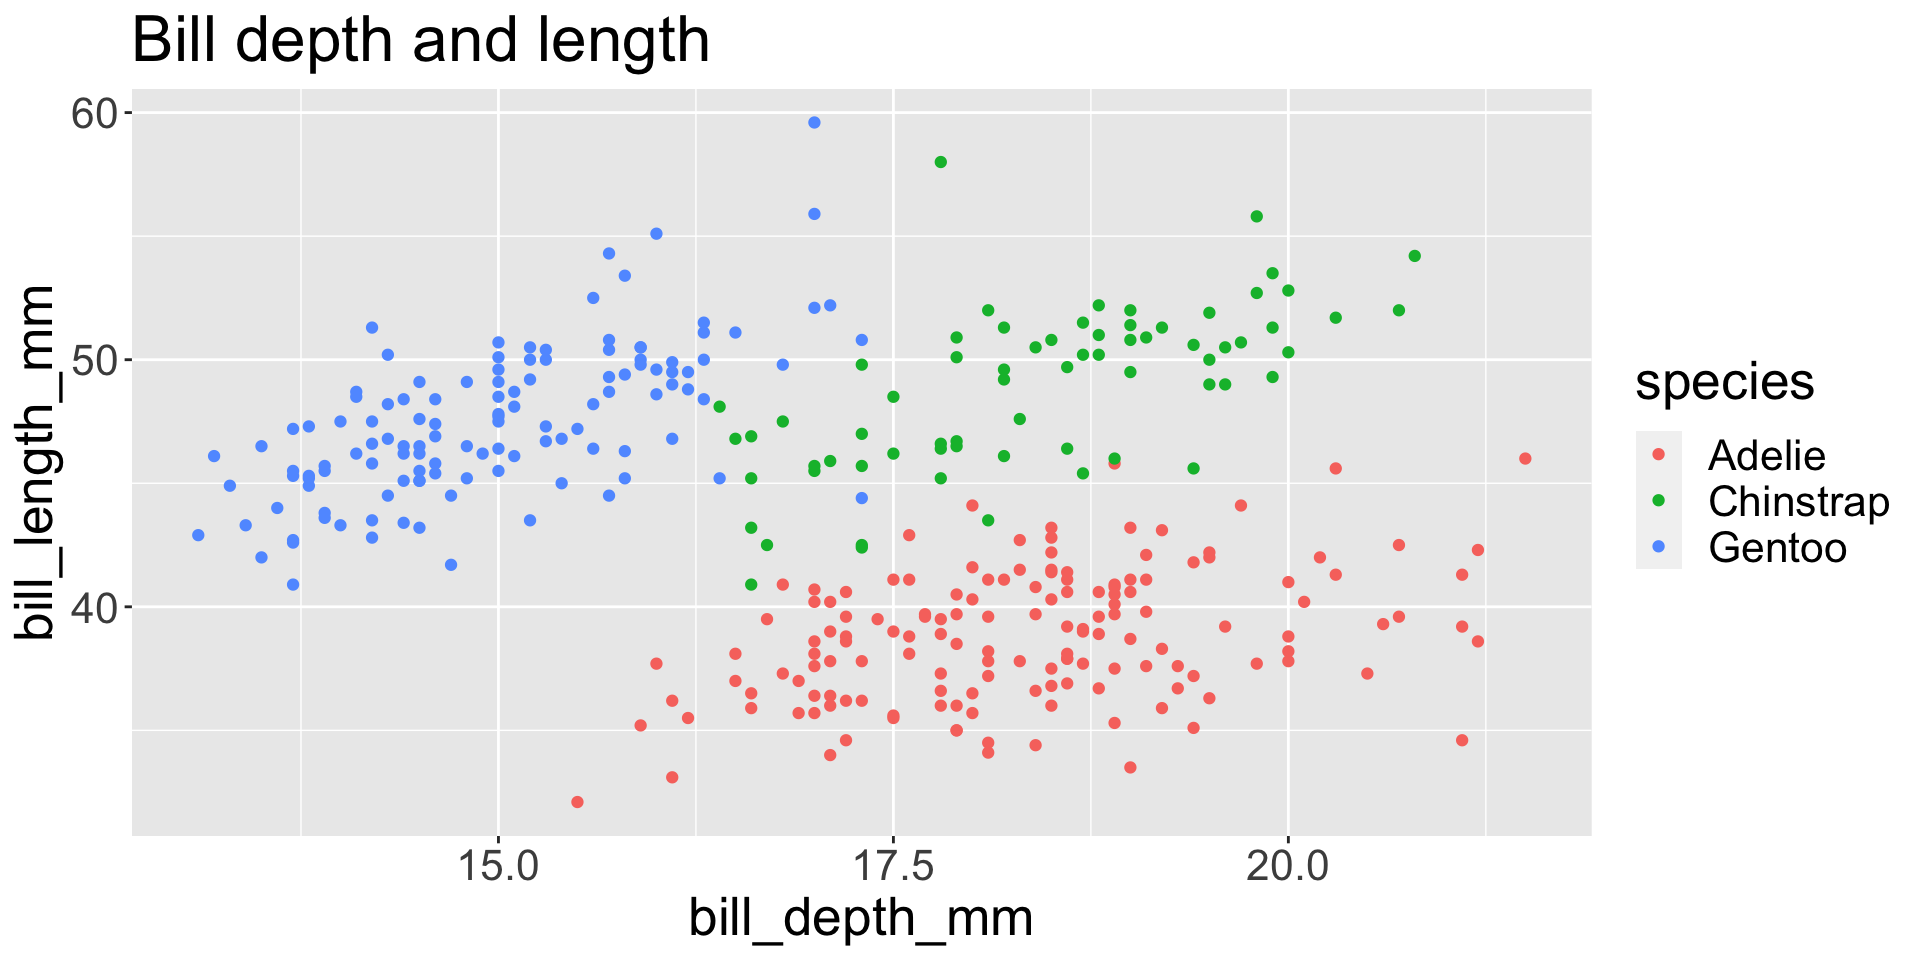 Bill depth and length
60
50
40
bill_length_mm
15.0 17.5 20.0
bill_depth_mm
species
Adelie
Chinstrap
Gentoo